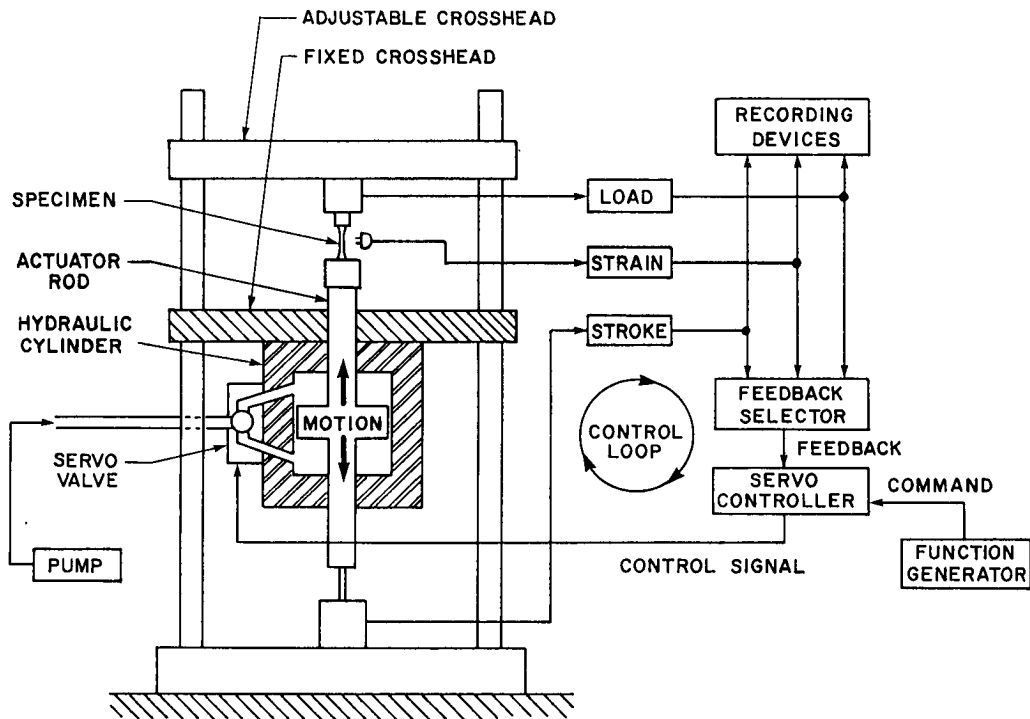 ADJUSTABLE CROSSHEAD
FIXED CROSSHEAD
RECORDING
DEVICES
SPECIMEN
LOAD
ACTUATOR
ROD
STRAIN
HYDRAULIC
CYLINDER
STROKE
MOTION
FEEDBACK
SELECTOR
CONTROL
LOOP
FEEDBACK
SERVO
VALVE
SERVO
CONTROLLER
COMMAND
PUMP
CONTROL SIGNAL
FUNCTION
GENERATOR